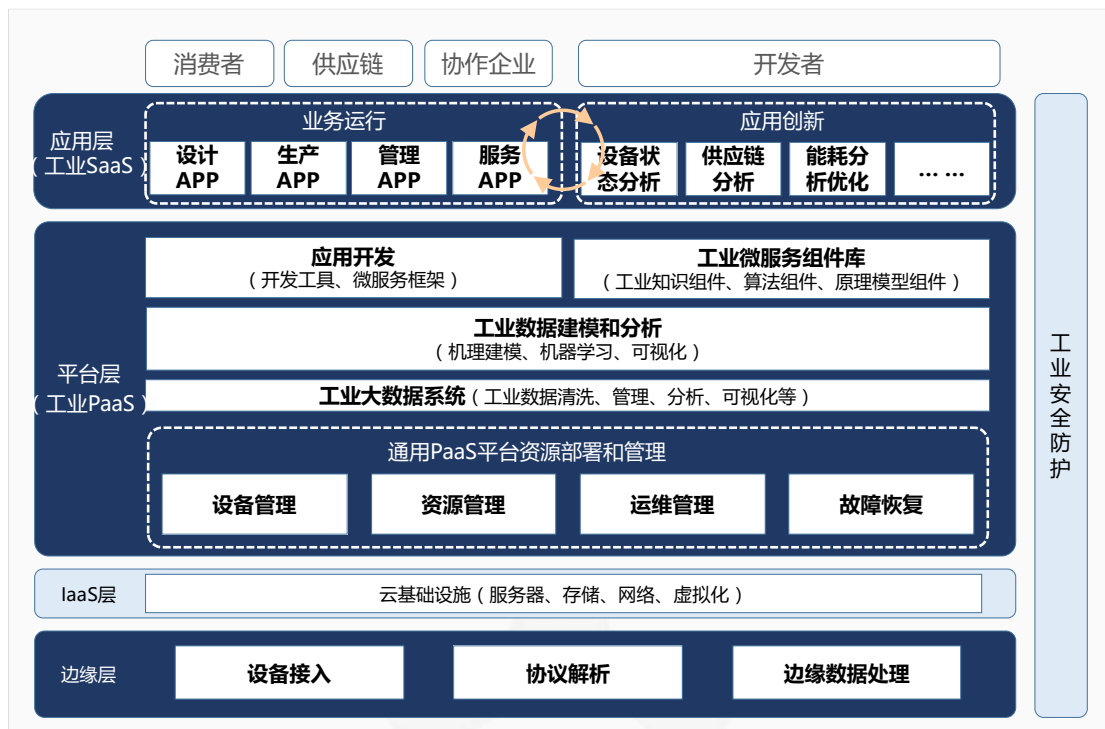 消费者
供应链
协作企业
开发者
应用层
（工业SaaS）
业务运行
设计
APP
生产
APP
管理
APP
服务
APP
应用创新
设备状
态分析
供应链
分析
能耗分
析优化
... ...
平台层
（工业PaaS）
应用开发
（开发工具、微服务框架）
工业微服务组件库
（工业知识组件、算法组件、原理模型组件）
工业数据建模和分析
（机理建模、机器学习、可视化）
工业大数据系统（工业数据清洗、管理、分析、可视化等）
通用PaaS平台资源部署和管理
设备管理
资源管理
运维管理
故障恢复
IaaS层
云基础设施（服务器、存储、网络、虚拟化）
边缘层
设备接入
协议解析
边缘数据处理
工业安全防护